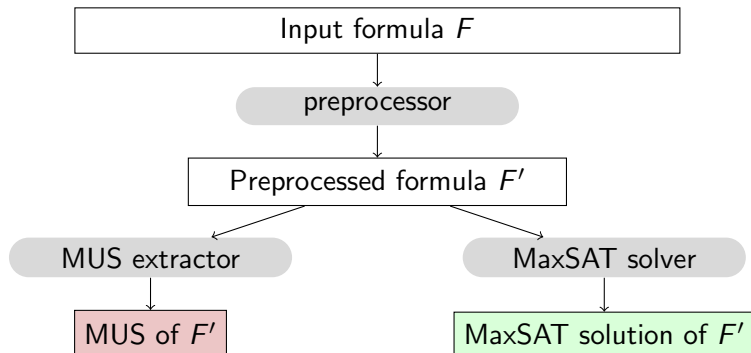 Input formula F
preprocessor
Preprocessed formula F′
MUS extractor
MaxSAT solver
MUS of F′
MaxSAT solution of F′